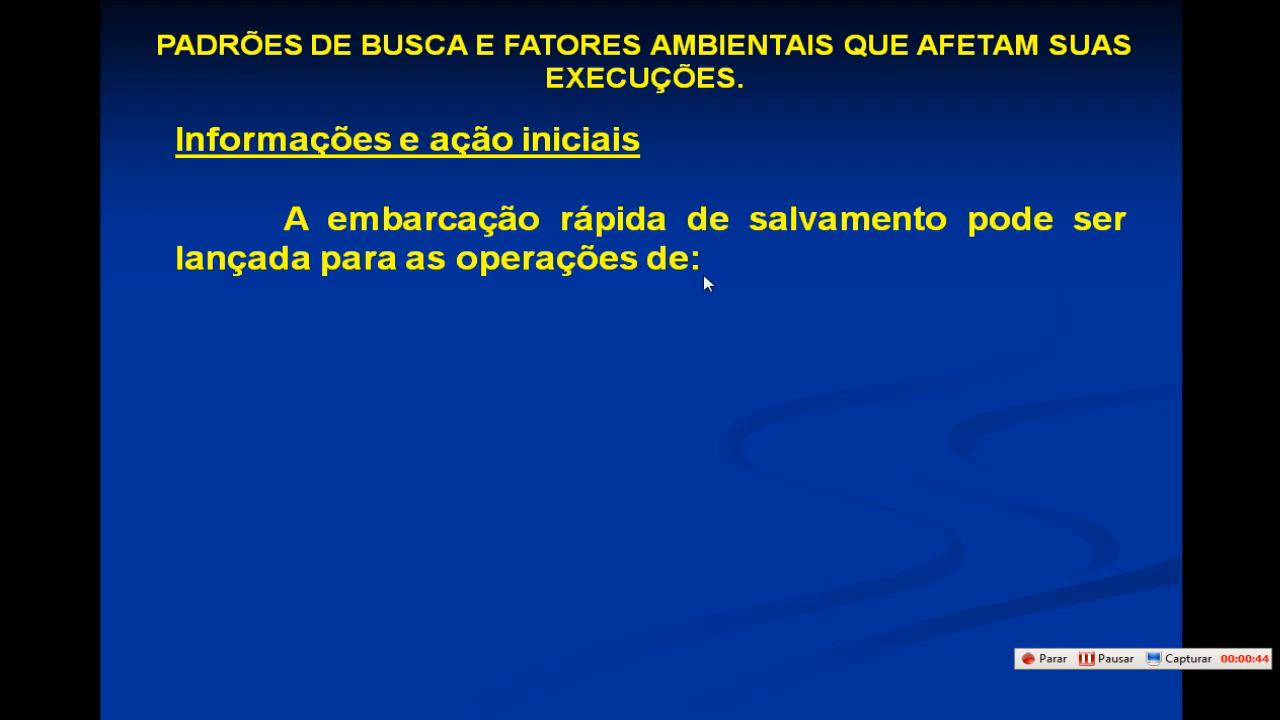 PADRÕES DE BUSCA E FATORES AMBIENTAIS QUE AFETAM SUAS
EXECUÇÕES.
Informações e ação iniciais
A embarcação rápida de salvamento pode ser
lançada para as operações de:
Parar Pausar Capturar 00:00:44